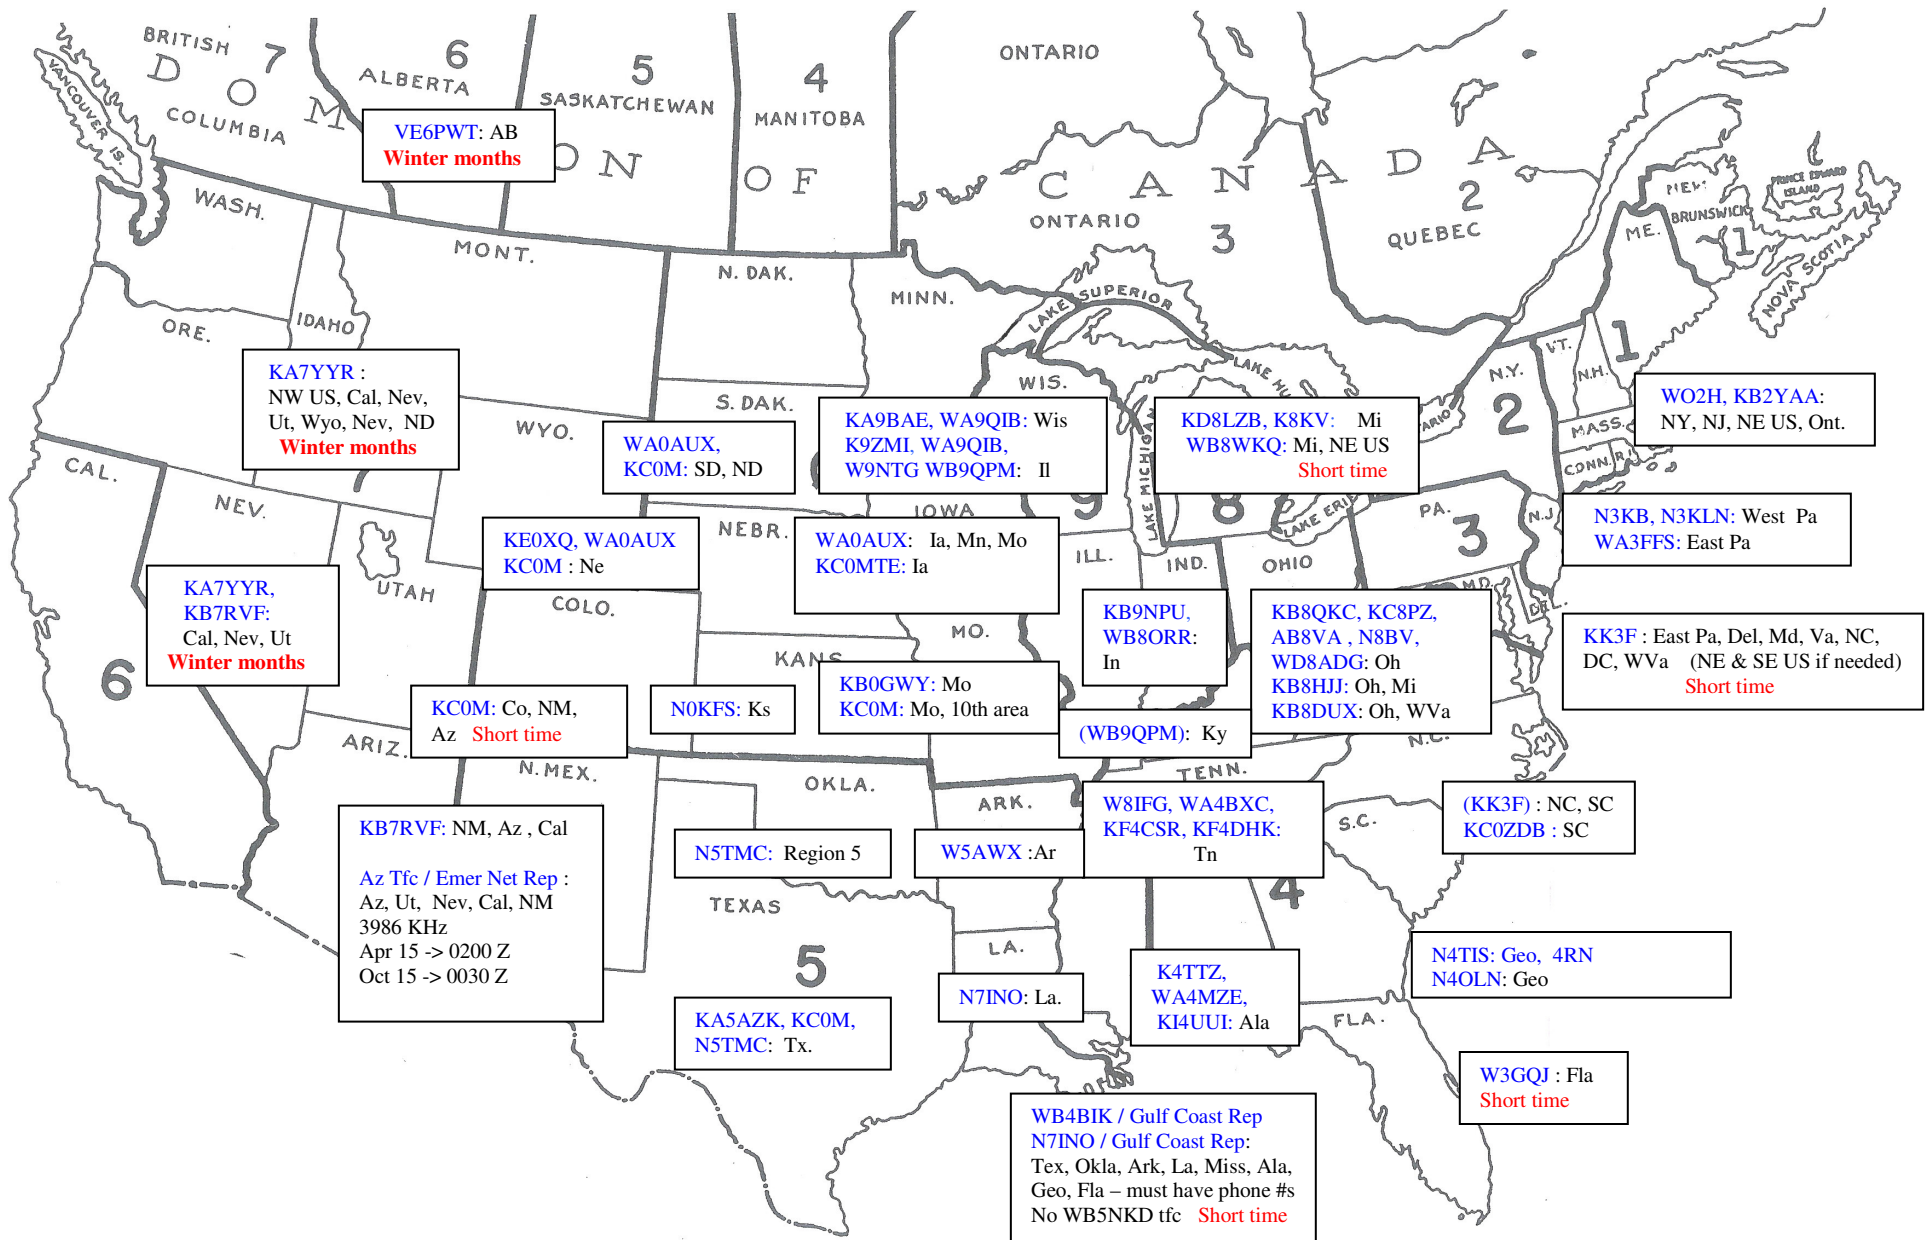 BRITISH
7
COLUMBIA
VANCOUVER IS.
6
ALBERTA
5
SASKATCHEWAN
4
MANITOBA
ONTARIO
D O M
O N
O F
C A N A D A
ONTARIO
3
2
QUEBEC
NEW
BRUNSWICK
PRINCE EDWARD
ISLAND
1
NOVA SCOTIA
VE6PWT: AB
Winter months
WASH.
MONT.
N. DAK.
MINN.
LAKE SUPERIOR
ME.
ORE.
IDAHO
VT.
N.H.
1
N.Y.
2
WIS.
LAKE HU
S. DAK.
WYO.
KA7YYR :
NW US, Cal, Nev,
Ut, Wyo, Nev, ND
Winter months
WA0AUX,
KC0M: SD, ND
KA9BAE, WA9QIB: Wis
K9ZMI, WA9QIB,
W9NTG WB9QPM: Il
LAKE MICHIGAN
KD8LZB, K8KV: Mi
WB8WKQ: Mi, NE US
Short time
ARIO
WO2H, KB2YAA:
NY, NJ, NE US, Ont.
MASS.
CONN.
R.I.
CAL.
7
NEV.
NEBR.
IOWA
9
8
LAKE ERIE
PA.
3
N.J.
N3KB, N3KLN: West Pa
WA3FFS: East Pa
KE0XQ, WA0AUX
KC0M : Ne
WA0AUX: Ia, Mn, Mo
KC0MTE: Ia
ILL.
IND.
OHIO
MD.
DEL.
UTAH
COLO.
KA7YYR,
KB7RVF:
Cal, Nev, Ut
Winter months
6
MO.
KANS
KB9NPU,
WB8ORR:
In
KB8QKC, KC8PZ,
AB8VA , N8BV,
WD8ADG: Oh
KB8HJJ: Oh, Mi
KB8DUX: Oh, WVa
KK3F : East Pa, Del, Md, Va, NC,
DC, WVa (NE & SE US if needed)
Short time
KC0M: Co, NM,
Az Short time
N0KFS: Ks
KB0GWY: Mo
KC0M: Mo, 10th area
(WB9QPM): Ky
N.C.
ARIZ.
N.MEX.
OKLA.
ARK.
TENN.
S.C.
KB7RVF: NM, Az , Cal
Az Tfc / Emer Net Rep :
Az, Ut, Nev, Cal, NM
3986 KHz
Apr 15 -> 0200 Z
Oct 15 -> 0030 Z
N5TMC: Region 5
W5AWX :Ar
W8IFG, WA4BXC,
KF4CSR, KF4DHK:
Tn
(KK3F) : NC, SC
KC0ZDB : SC
4
TEXAS
5
LA.
N7INO: La.
K4TTZ,
WA4MZE,
KI4UUI: Ala
N4TIS: Geo, 4RN
N4OLN: Geo
FLA.
KA5AZK, KC0M,
N5TMC: Tx.
W3GQJ : Fla
Short time
WB4BIK / Gulf Coast Rep
N7INO / Gulf Coast Rep:
Tex, Okla, Ark, La, Miss, Ala,
Geo, Fla – must have phone #s
No WB5NKD tfc Short time